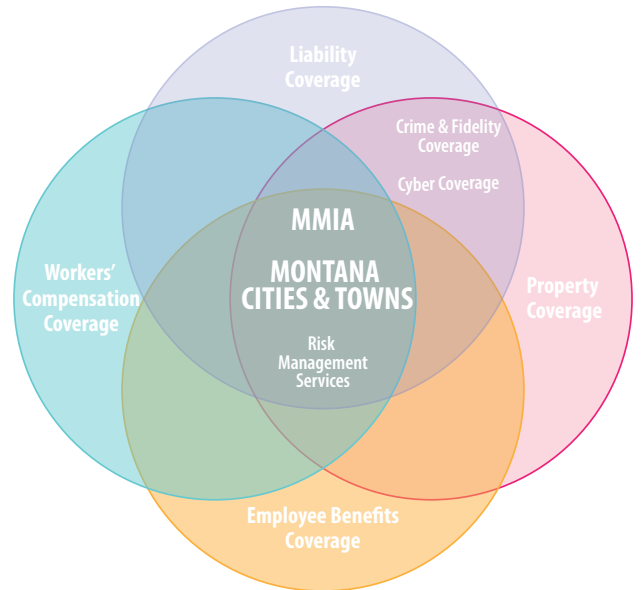 Liability
Coverage
Crime & Fidelity
Coverage
Cyber Coverage
MMIA
MONTANA
CITIES & TOWNS
Risk
Management
Services
Workers'
Compensation
Coverage
Property
Coverage
Employee Benefits
Coverage